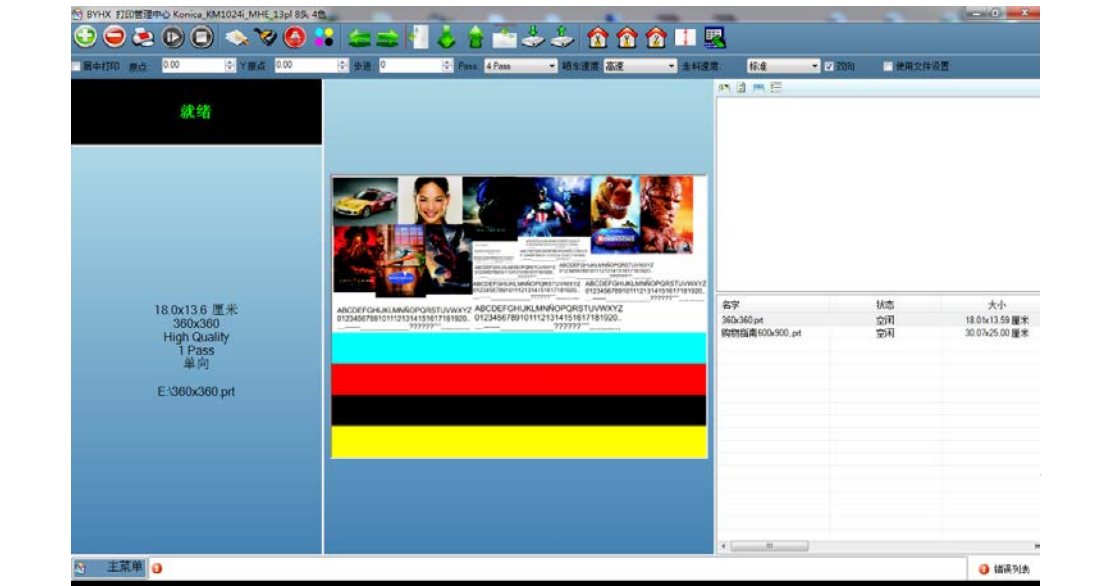 BYHX 打印管理中心 Konica_KM1024i_MHE_13pl 8头 4色
居中打印 原点: 0.00 Y原点 0.00 步进 0 Pass 4 Pass 喷车速度 高速 走料速度: 标准 双向 使用文件设置
就绪
18.0x13.6 厘米
360x360
High Quality
1 Pass
单向
E:\360x360.prt
ABCDEFGHIJKLMNÑOPQRSTUVWXYZ ABCDEFGHIJKLMNÑOPQRSTUVWXYZ
01234567891011121314151617181920.. 01234567891011121314151617181920..
名字 状态 大小
360x360.prt 空闲 18.01x13.59 厘米
购物指南600x900_.prt 空闲 30.07x25.00 厘米
主菜单
错误列表